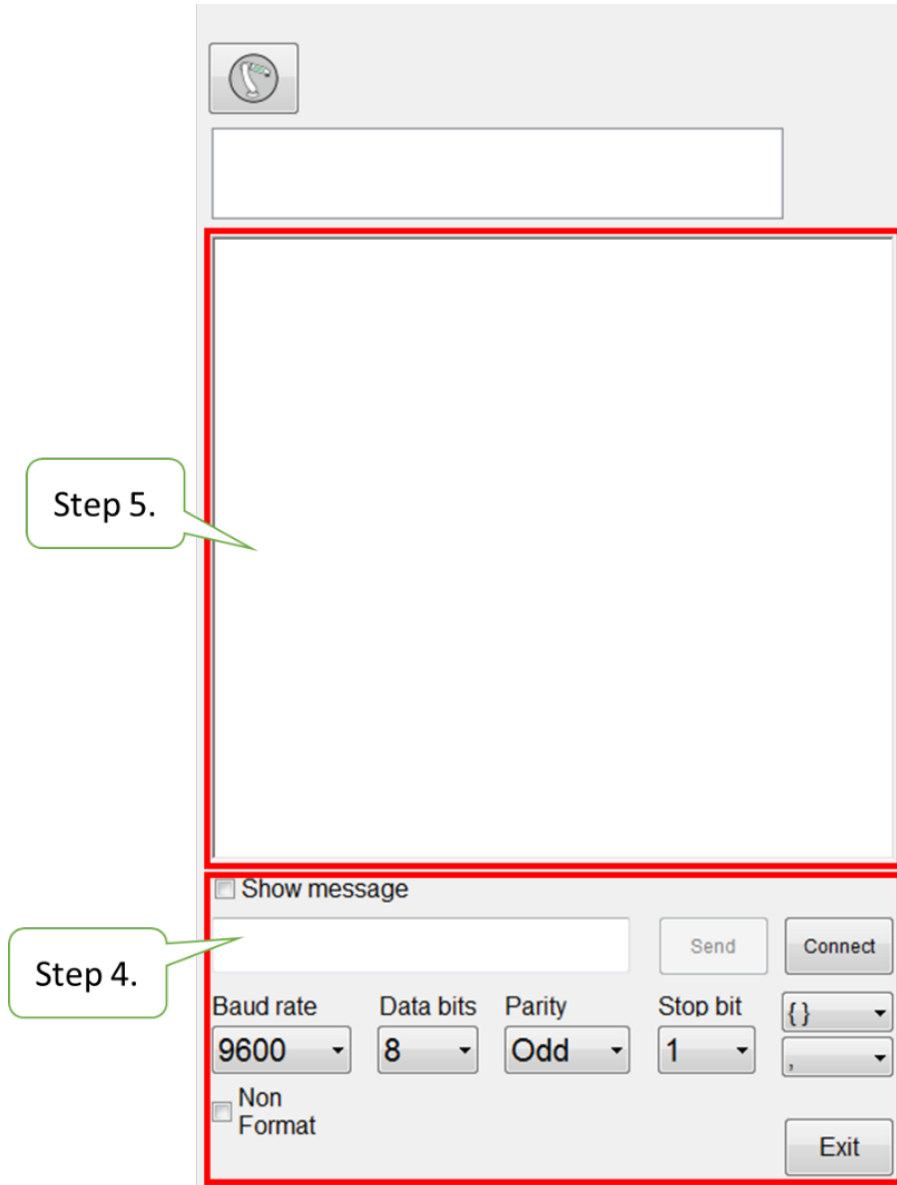 Step 5.
Show message
Step 4.
Send
Connect
Baud rate
Data bits
Parity
Stop bit
{ }
9600
8
Odd
1
,
Non
Format
Exit